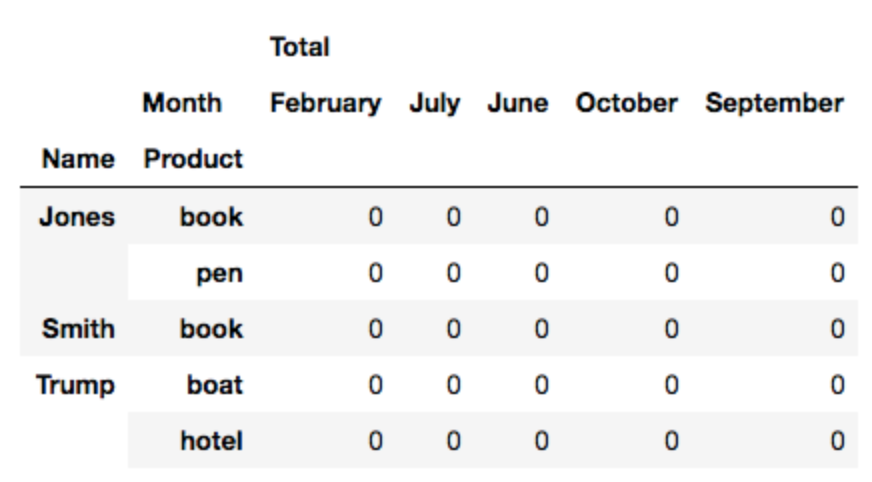 Total
Month February July June October September
Name Product
Jones book 0 0 0 0 0
pen 0 0 0 0 0
Smith book 0 0 0 0 0
Trump boat 0 0 0 0 0
hotel 0 0 0 0 0